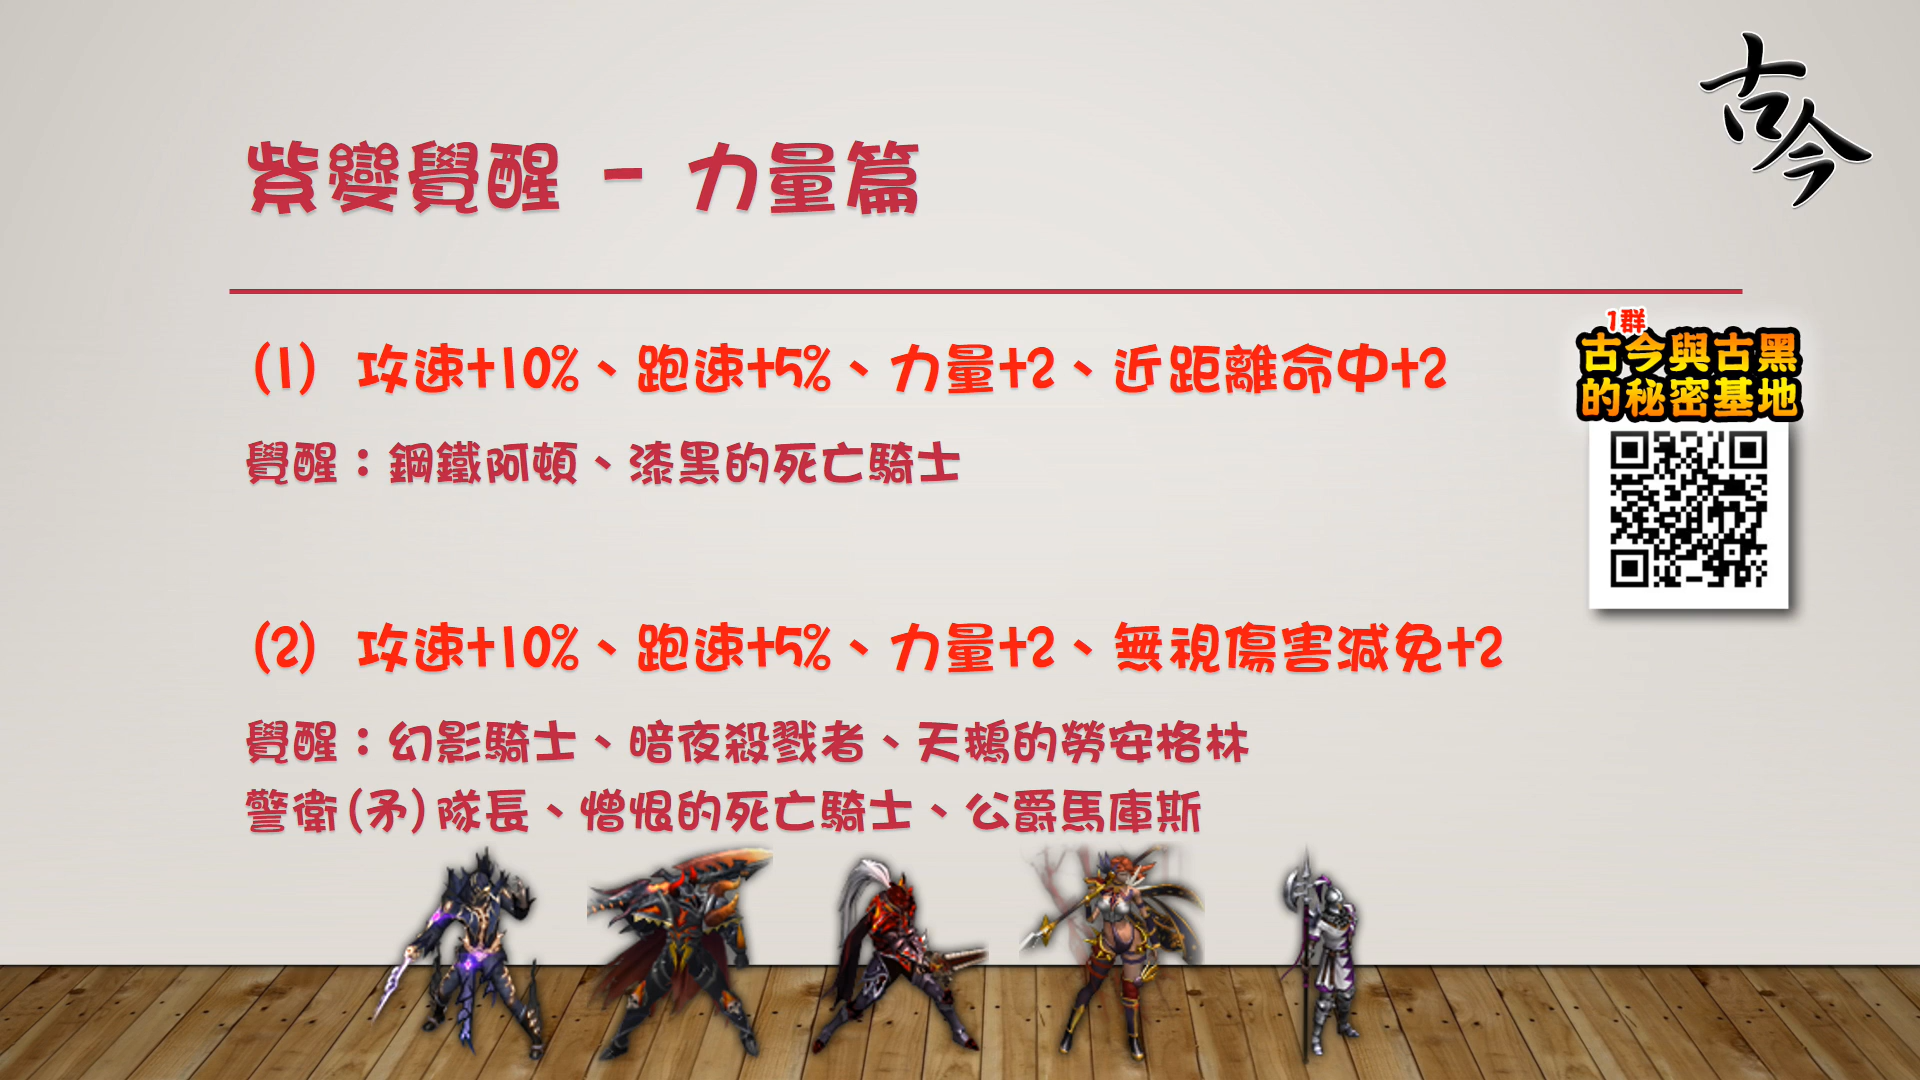 古今
紫變覺醒 - 力量篇
1群
古今與古黑
的秘密基地
(1) 攻速+10%、跑速+5%、力量+2、近距離命中+2
覺醒：鋼鐵阿頓、漆黑的死亡騎士
(2) 攻速+10%、跑速+5%、力量+2、無視傷害減免+2
覺醒：幻影騎士、暗夜殺戮者、天鵝的勞安格林
警衛(矛)隊長、憎恨的死亡騎士、公爵馬庫斯